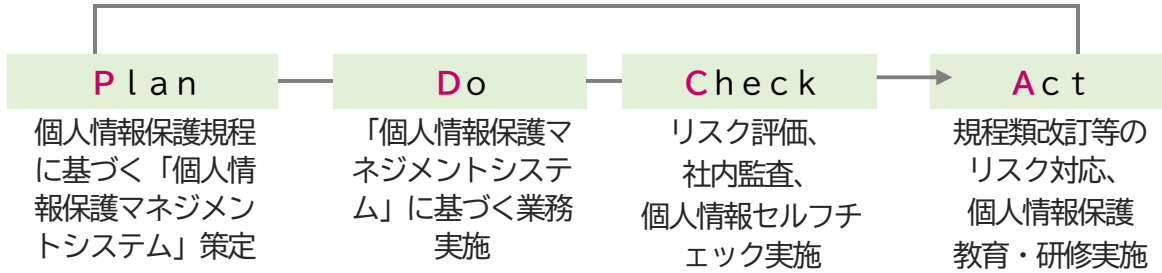 Plan
個人情報保護規程
に基づく「個人情
報保護マネジメン
トシステム」策定
Do
「個人情報保護マ
ネジメントシステ
ム」に基づく業務
実施
Check
リスク評価、
社内監査、
個人情報セルフチ
ェック実施
Act
規程類改訂等の
リスク対応、
個人情報保護
教育・研修実施